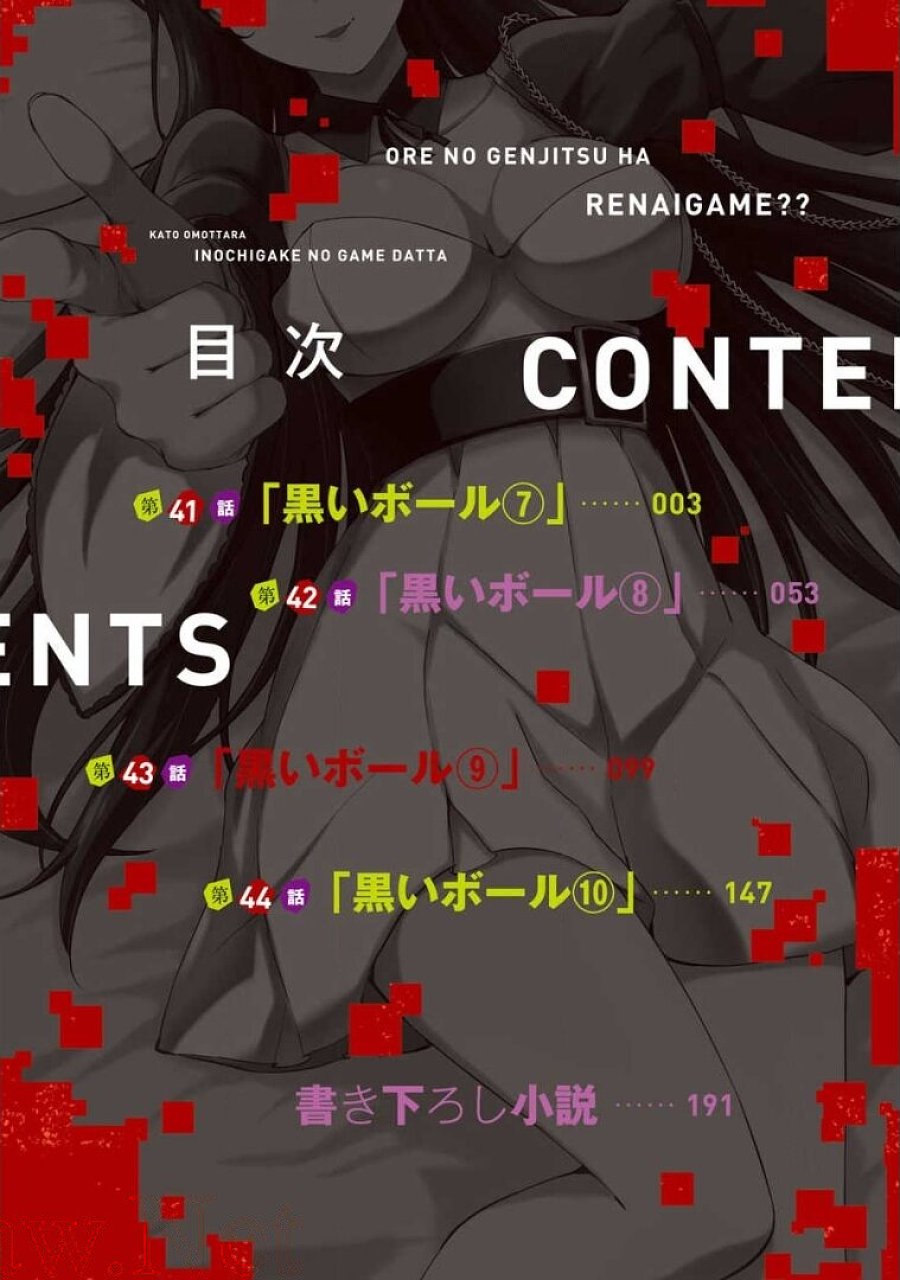 ORE NO GENJITSU HA
RENAIGAME??
KATO OMOTTARA
INOCHIGAKE NO GAME DATTA
目次
CONTE
ENTS
第41話「黒いボール⑦」…… 003
第42話「黒いボール⑧」…… 053
第43話「黒いボール⑨」…… 099
第44話「黒いボール⑩」…… 147
書き下ろし小説 …… 191